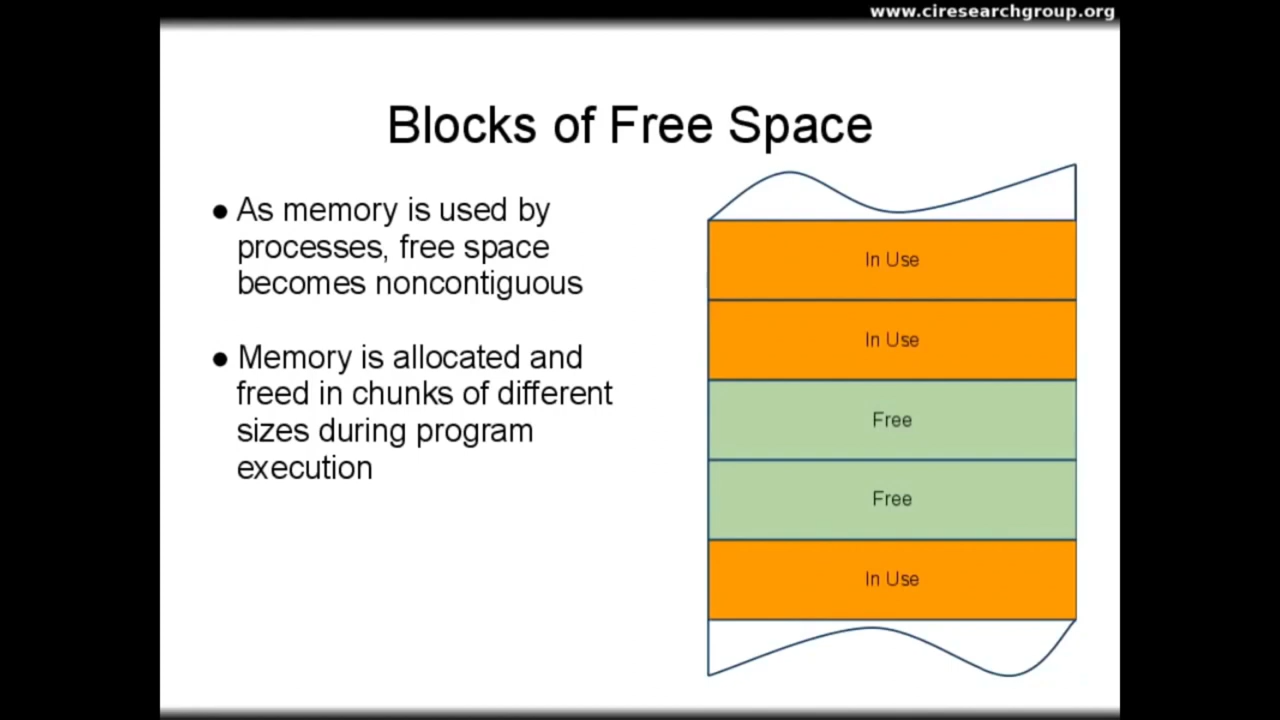 www.ciresearchgroup.org
Blocks of Free Space
● As memory is used by
processes, free space
becomes noncontiguous
● Memory is allocated and
freed in chunks of different
sizes during program
execution
In Use
In Use
Free
Free
In Use